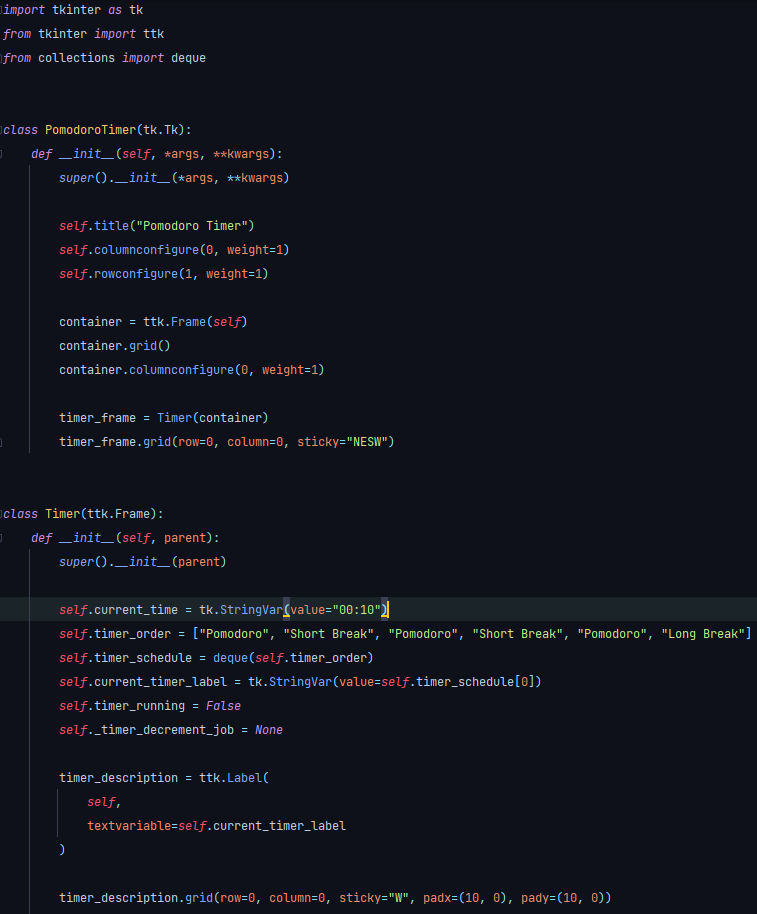 import tkinter as tk
from tkinter import ttk
from collections import deque
class PomodoroTimer(tk.Tk):
    def __init__(self, *args, **kwargs):
        super().__init__(*args, **kwargs)
        self.title("Pomodoro Timer")
        self.columnconfigure(0, weight=1)
        self.rowconfigure(1, weight=1)
        container = ttk.Frame(self)
        container.grid()
        container.columnconfigure(0, weight=1)
        timer_frame = Timer(container)
        timer_frame.grid(row=0, column=0, sticky="NESW")
class Timer(ttk.Frame):
    def __init__(self, parent):
        super().__init__(parent)
        self.current_time = tk.StringVar(value="00:10")
        self.timer_order = ["Pomodoro", "Short Break", "Pomodoro", "Short Break", "Pomodoro", "Long Break"]
        self.timer_schedule = deque(self.timer_order)
        self.current_timer_label = tk.StringVar(value=self.timer_schedule[0])
        self.timer_running = False
        self._timer_decrement_job = None
        timer_description = ttk.Label(
            self,
            textvariable=self.current_timer_label
        )
        timer_description.grid(row=0, column=0, sticky="W", padx=(10, 0), pady=(10, 0))